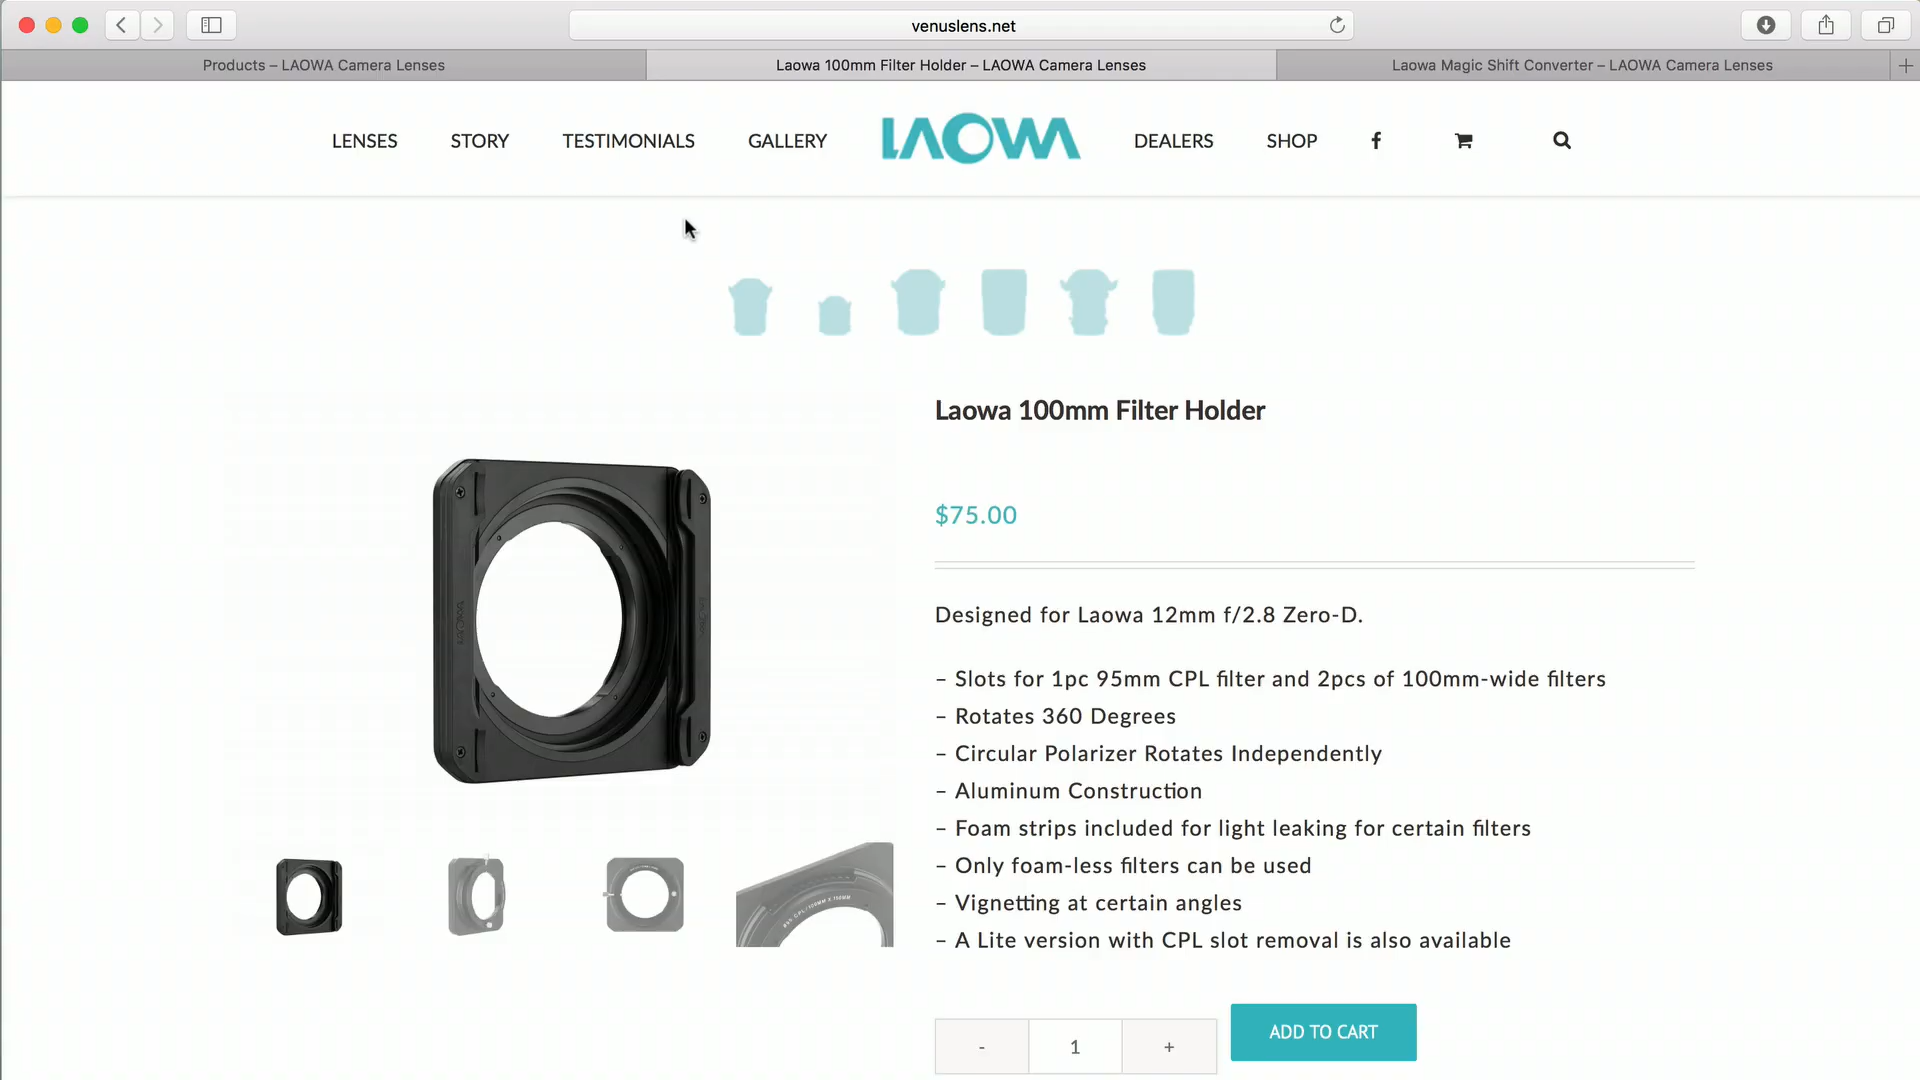 venuslens.net
Products – LAOWA Camera Lenses
Laowa 100mm Filter Holder – LAOWA Camera Lenses
Laowa Magic Shift Converter – LAOWA Camera Lenses
LENSES STORY TESTIMONIALS GALLERY LAOWA DEALERS SHOP
Laowa 100mm Filter Holder
$75.00
Designed for Laowa 12mm f/2.8 Zero-D.
– Slots for 1pc 95mm CPL filter and 2pcs of 100mm-wide filters
– Rotates 360 Degrees
– Circular Polarizer Rotates Independently
– Aluminum Construction
– Foam strips included for light leaking for certain filters
– Only foam-less filters can be used
– Vignetting at certain angles
– A Lite version with CPL slot removal is also available
- 1 +
ADD TO CART